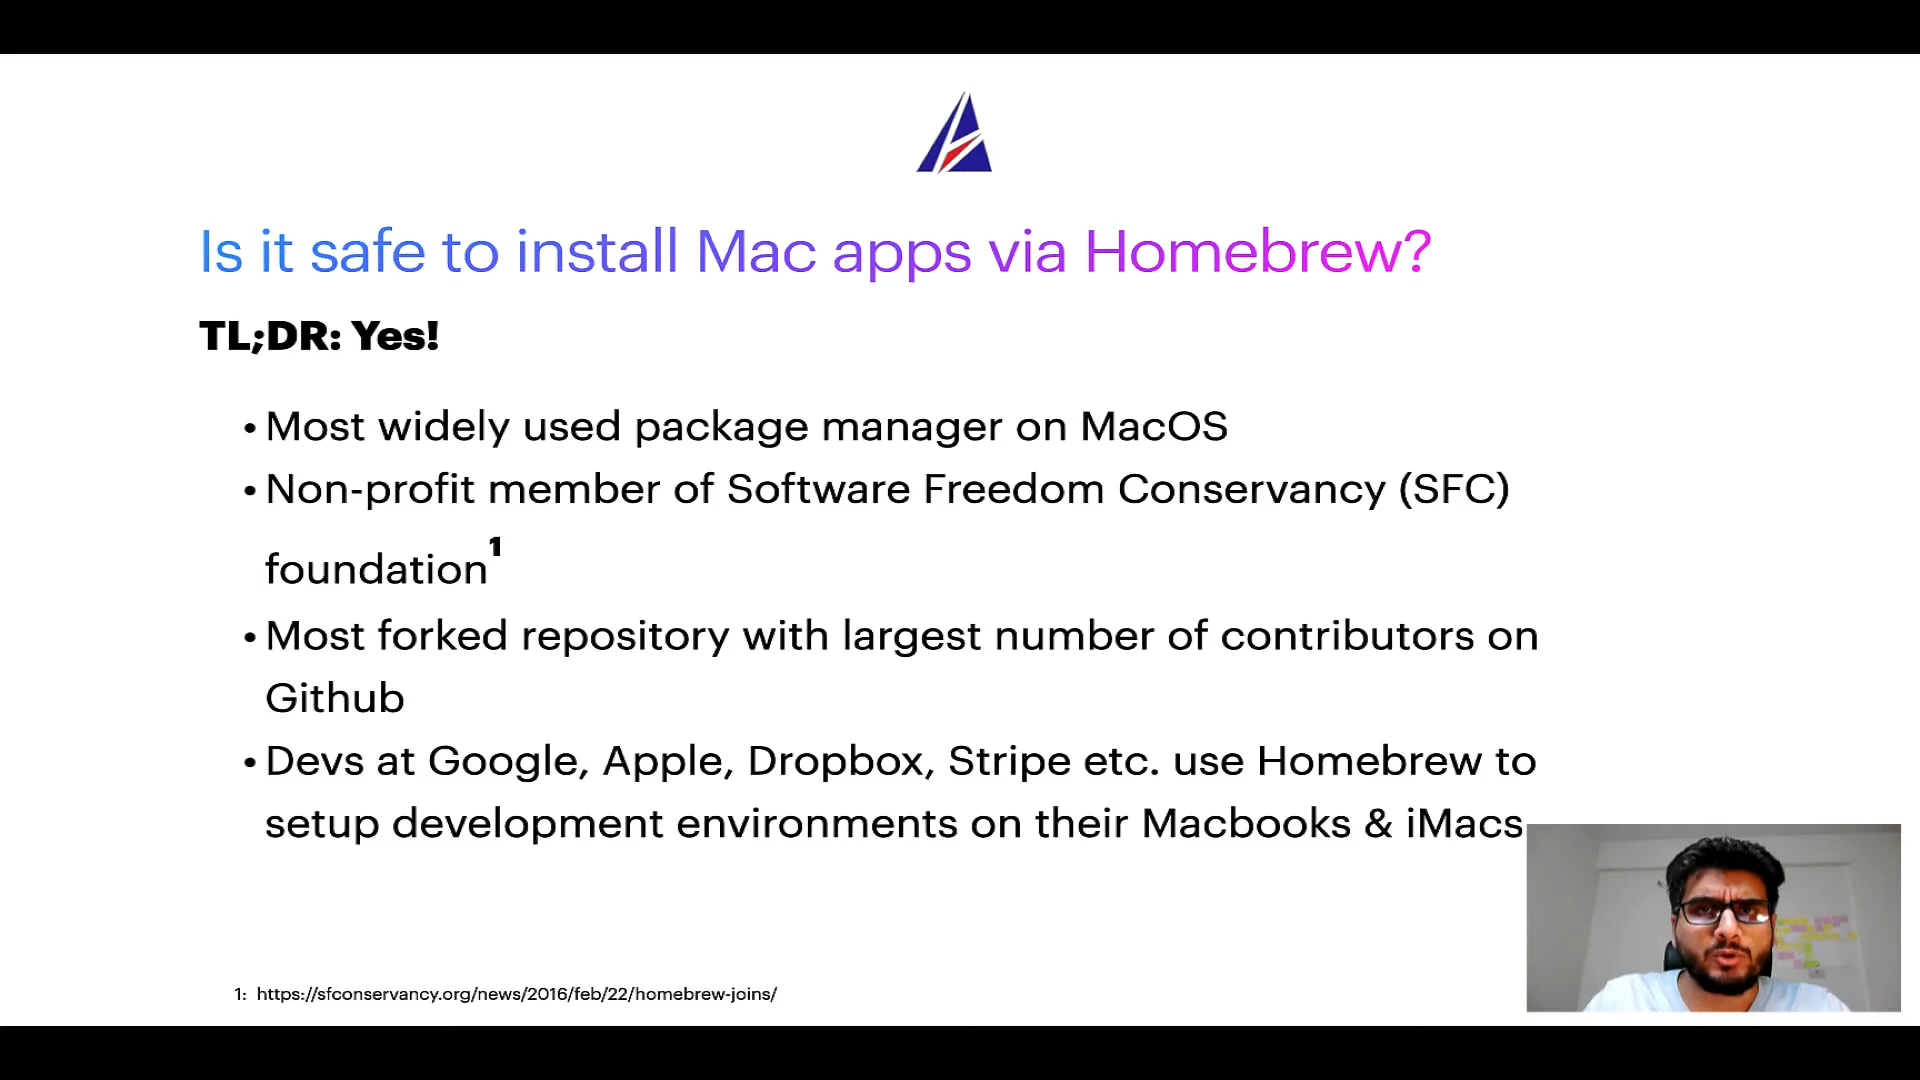 Is it safe to install Mac apps via Homebrew?
TL;DR: Yes!
• Most widely used package manager on MacOS
• Non-profit member of Software Freedom Conservancy (SFC)
foundation1
• Most forked repository with largest number of contributors on
Github
• Devs at Google, Apple, Dropbox, Stripe etc. use Homebrew to
setup development environments on their Macbooks & iMacs
1: https://sfconservancy.org/news/2016/feb/22/homebrew-joins/